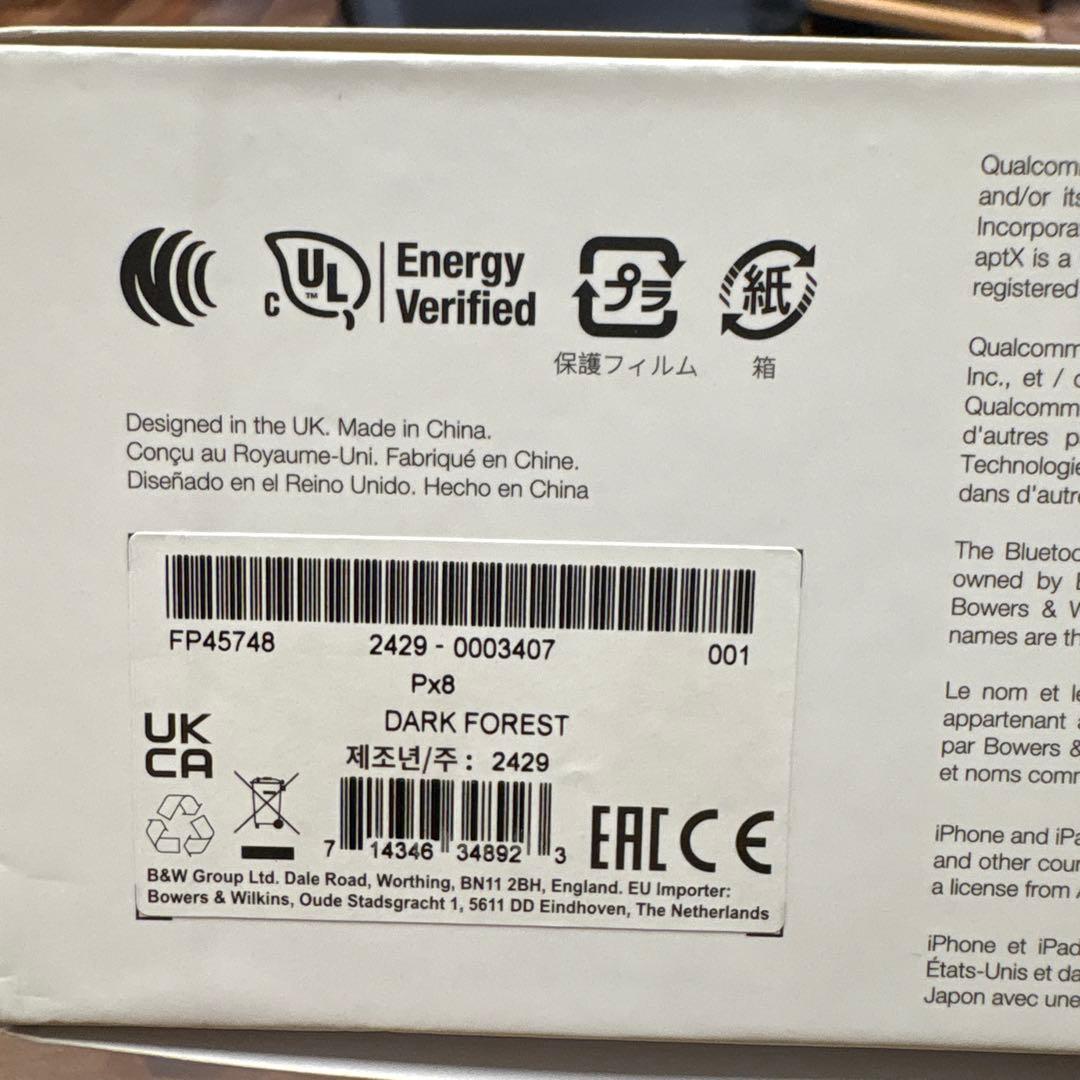 UL
TM
C
Energy
Verified
プラ
紙
保護フィルム
箱
Designed in the UK. Made in China.
Conçu au Royaume-Uni. Fabriqué en Chine.
Diseñado en el Reino Unido. Hecho en China
FP45748 2429 - 0003407 001
Px8
DARK FOREST
제조년/주 : 2429
UK
CA
7 14346 34892 3
EAC CE
B&W Group Ltd. Dale Road, Worthing, BN11 2BH, England. EU Importer:
Bowers & Wilkins, Oude Stadsgracht 1, 5611 DD Eindhoven, The Netherlands
Qualcomm
and/or its
Incorpora
aptX is a
registered
Qualcomm
Inc., et /
Qualcomm
d'autres p
Technologie
dans d'autr
The Bluetoo
owned by
Bowers & W
names are th
Le nom et le
appartenant
par Bowers &
et noms comm
iPhone and iPa
and other coun
a license from
iPhone et iPad
États-Unis et da
Japon avec une